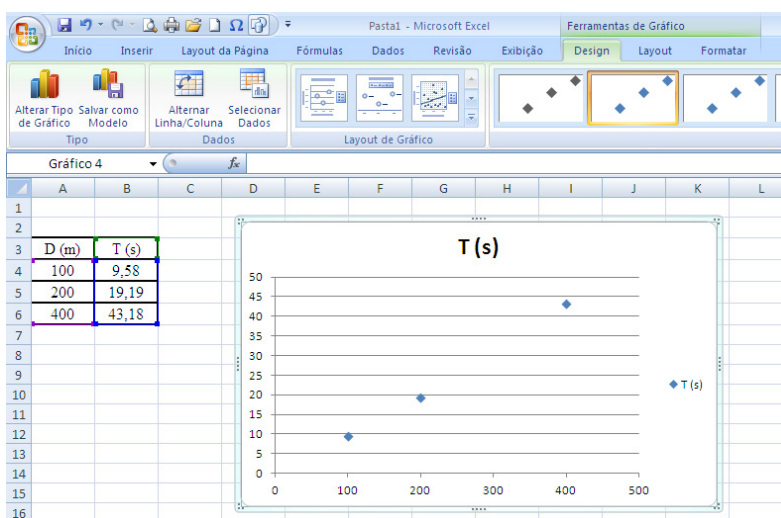 Pasta1 - Microsoft Excel
Ferramentas de Gráfico
Início Inserir Layout da Página Fórmulas Dados Revisão Exibição Design Layout Formatar
Alterar Tipo de Gráfico
Salvar como Modelo
Alternar Linha/Coluna
Selecionar Dados
Tipo Dados Layout de Gráfico
Gráfico 4 fx
A B C D E F G H I J K L
1
2
3 D (m) T (s)
4 100 9,58
5 200 19,19
6 400 43,18
7
8
9
10
11
12
13
14
15
16
T (s)
50
45
40
35
30
25
20
15
10
5
0
0 100 200 300 400 500
T (s)